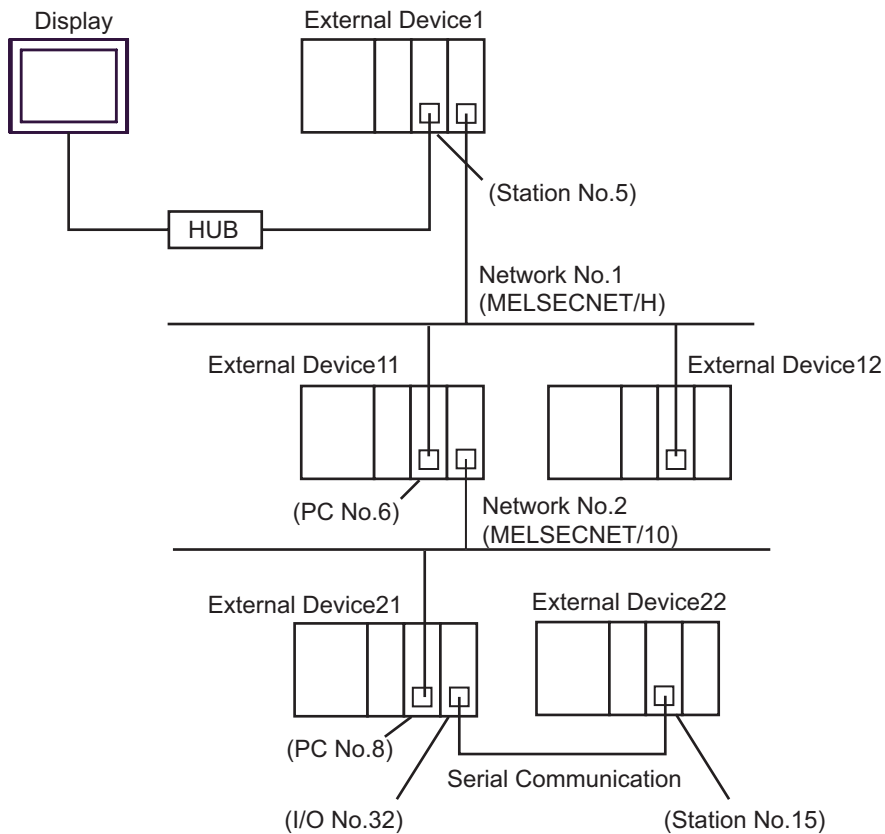 Display
External Device1
(Station No.5)
HUB
Network No.1
(MELSECNET/H)
External Device11
External Device12
(PC No.6)
Network No.2
(MELSECNET/10)
External Device21
External Device22
(PC No.8)
Serial Communication
(I/O No.32)
(Station No.15)